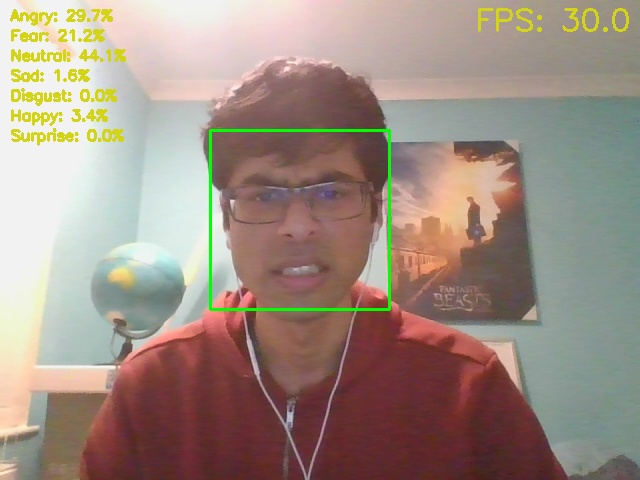 Angry: 29.7%
Fear: 21.2%
Neutral: 44.1%
Sad: 1.6%
Disgust: 0.0%
Happy: 3.4%
Surprise: 0.0%
FPS: 30.0
FANTASTIC
BEASTS